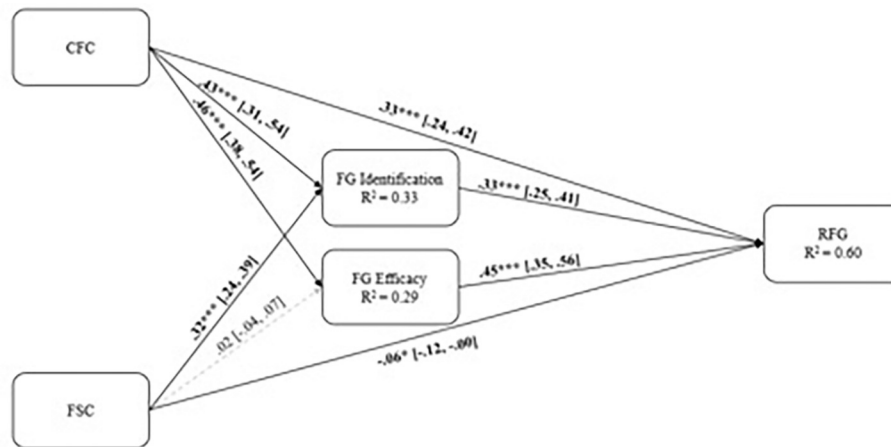 CFC
.43*** [.31, .54]
.46*** [.38, .54]
.33*** [.24, .42]
FG Identification
R² = 0.33
.33*** [.25, .41]
RFG
R² = 0.60
FG Efficacy
R² = 0.29
.45*** [.35, .56]
.32*** [.24, .39]
.02 [-.04, .07]
-.06* [-.12, -.00]
FSC